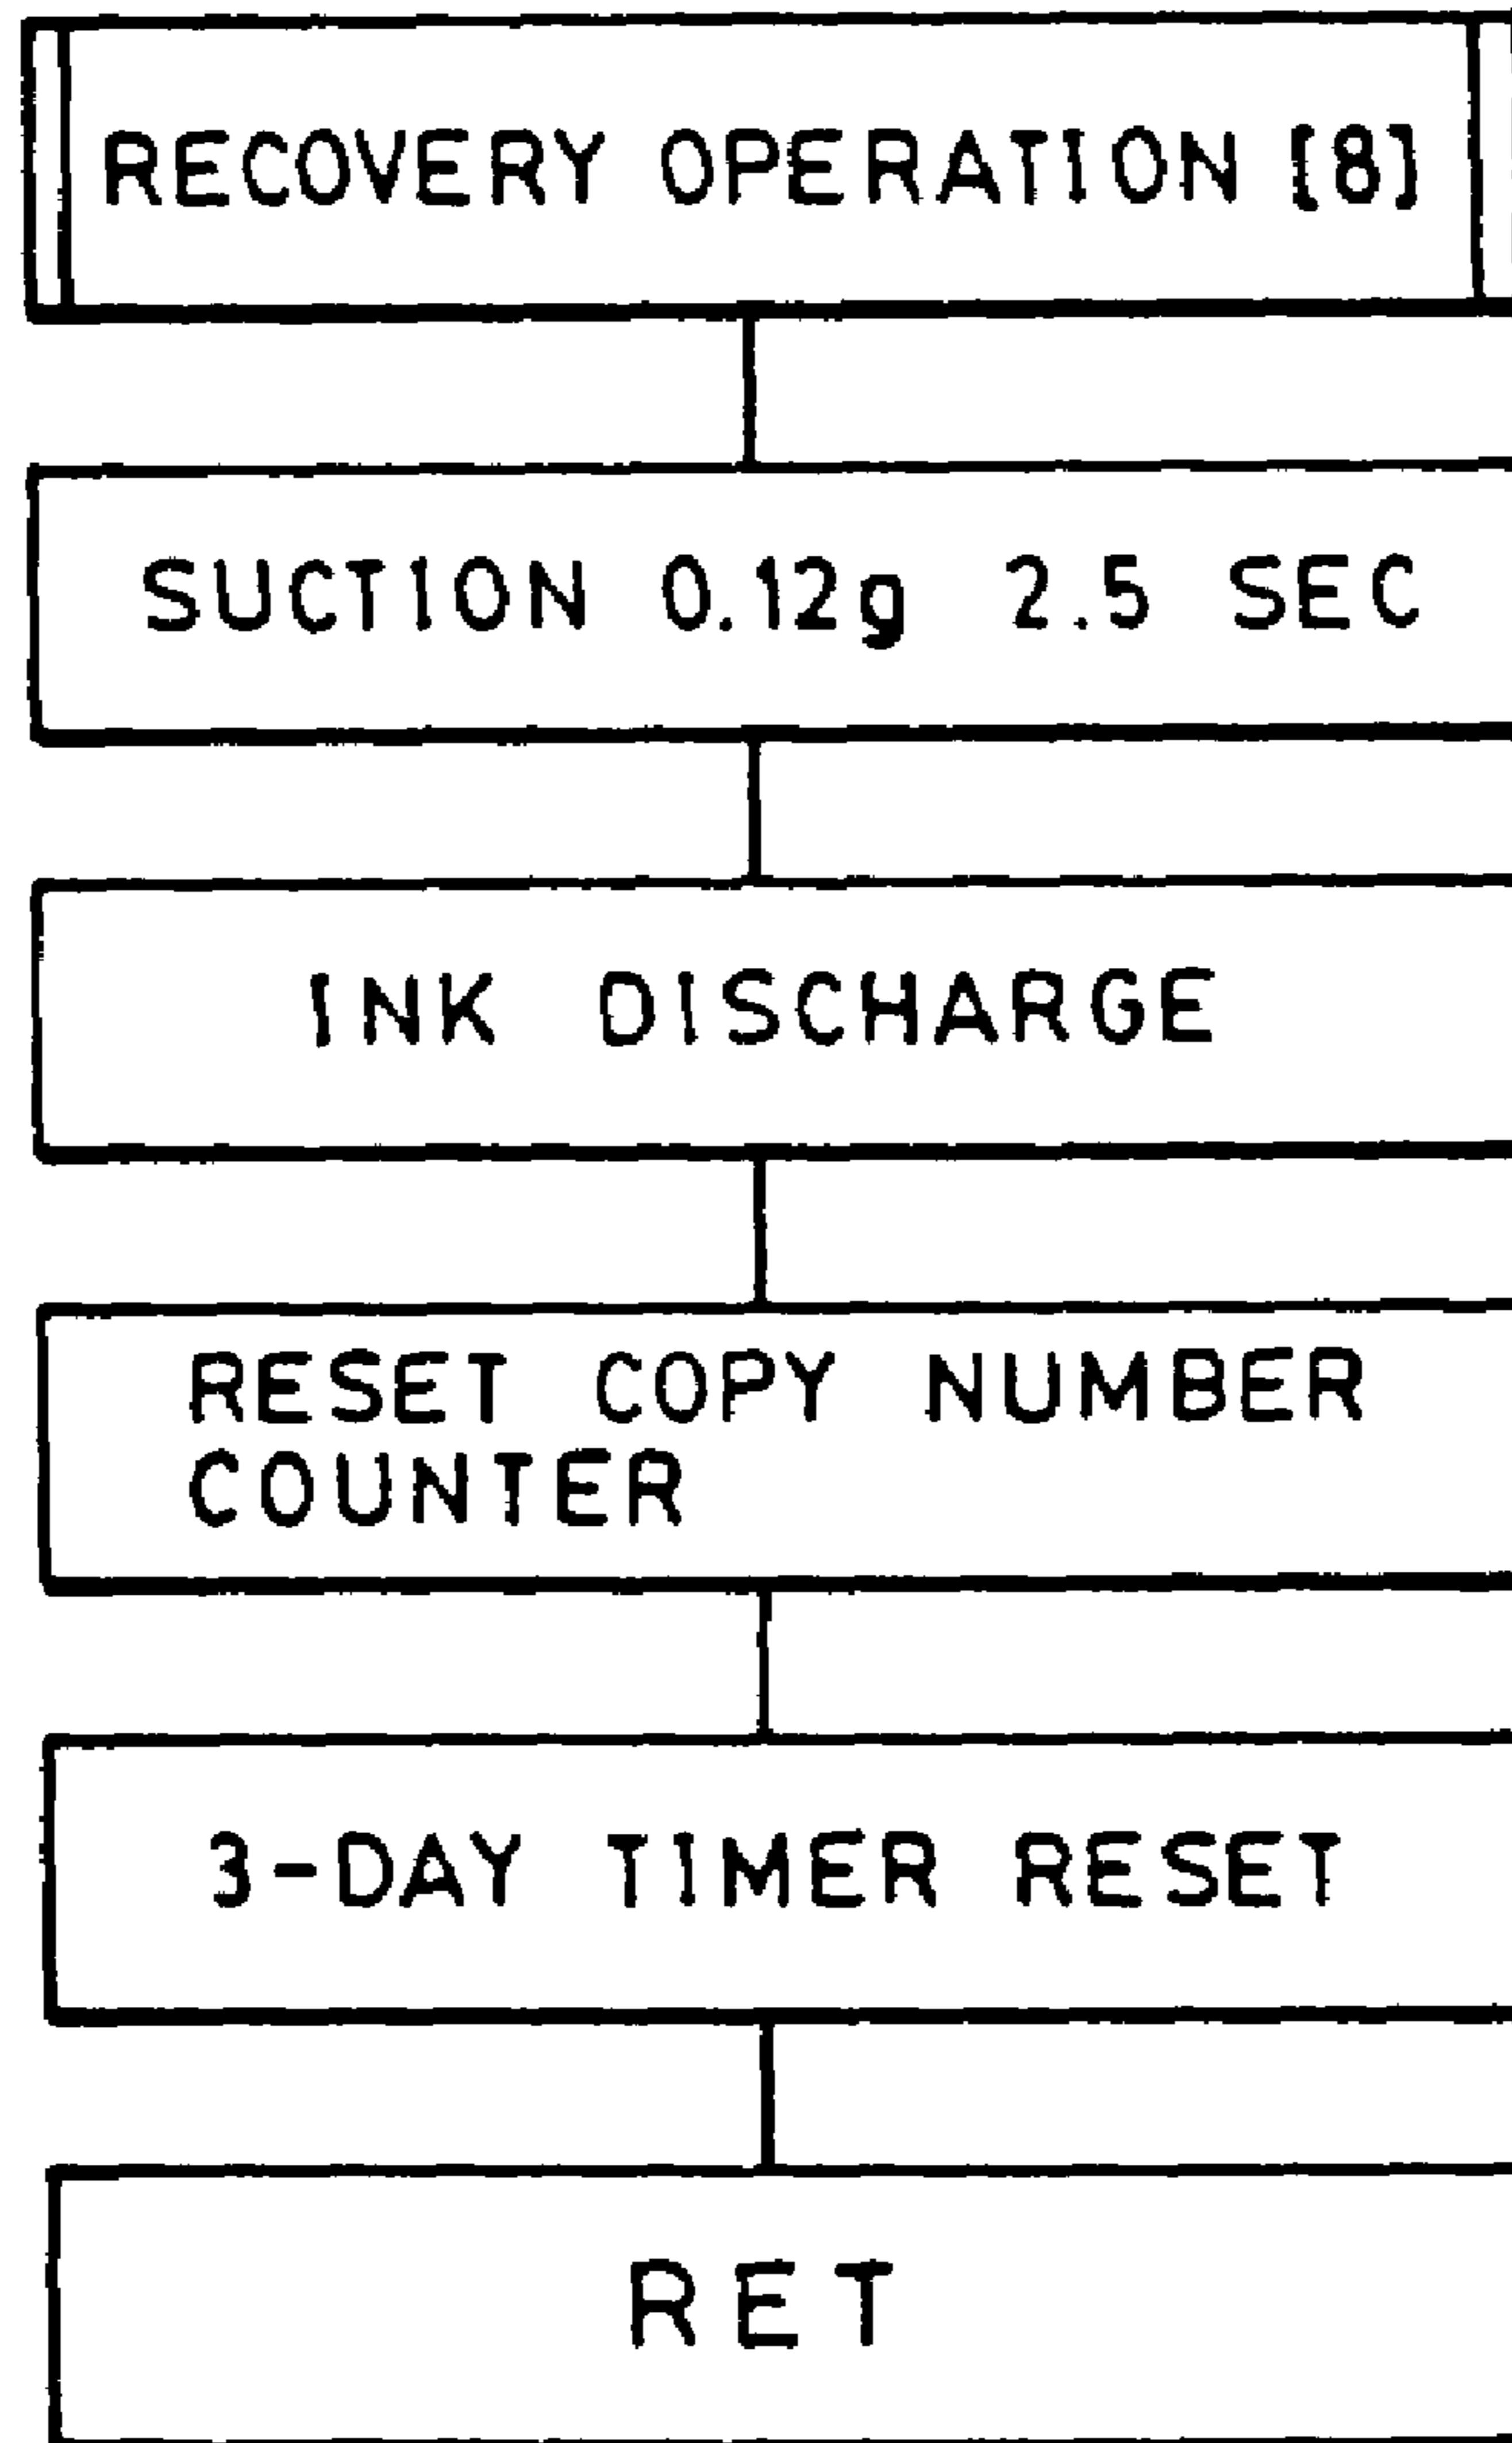 RECOVERY OPERATION [8]
SUCTION 0.12g 2.5 SEC
INK DISCHARGE
RESET COPY NUMBER
COUNTER
3-DAY TIMER RESET
RET